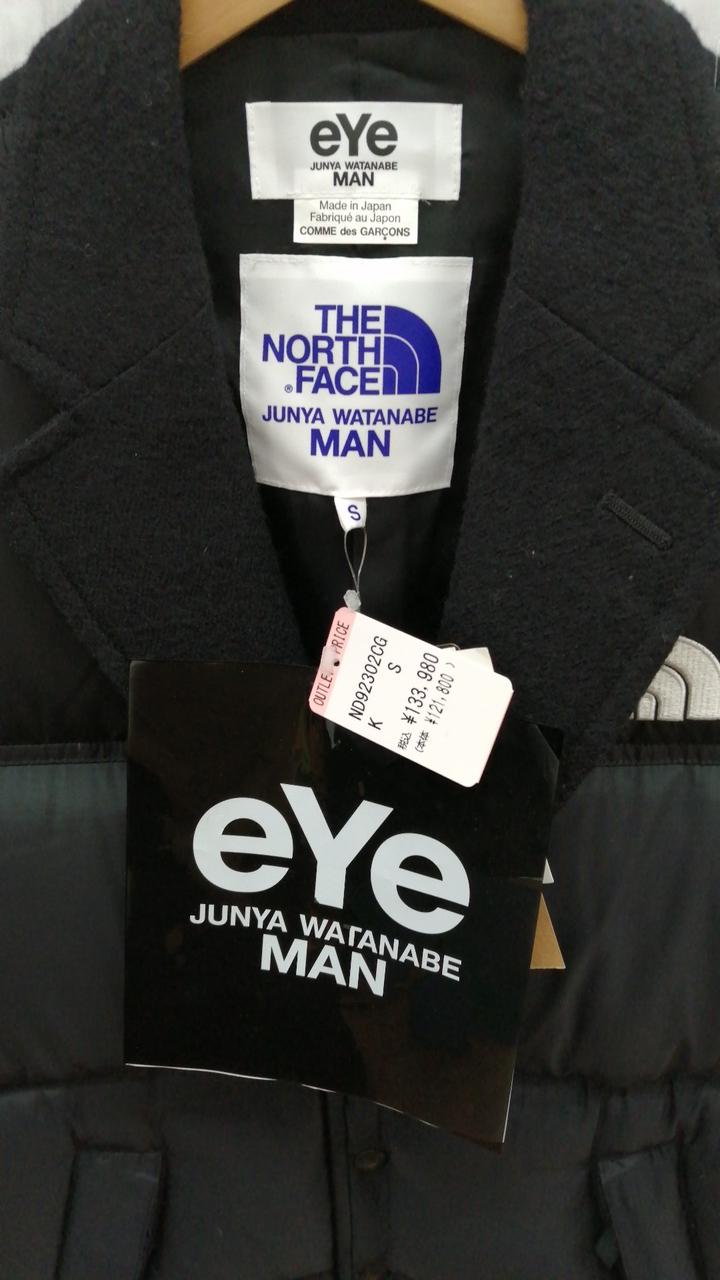 eYe
JUNYA WATANABE
MAN
Made in Japan
Fabriqué au Japon
COMME des GARÇONS
THE
NORTH
FACE
®
JUNYA WATANABE
MAN
S
OUTLE PRICE
ND92302CG
S
K
税込 ¥133,980
(本体 ¥121,800)
eYe
JUNYA WATANABE
MAN